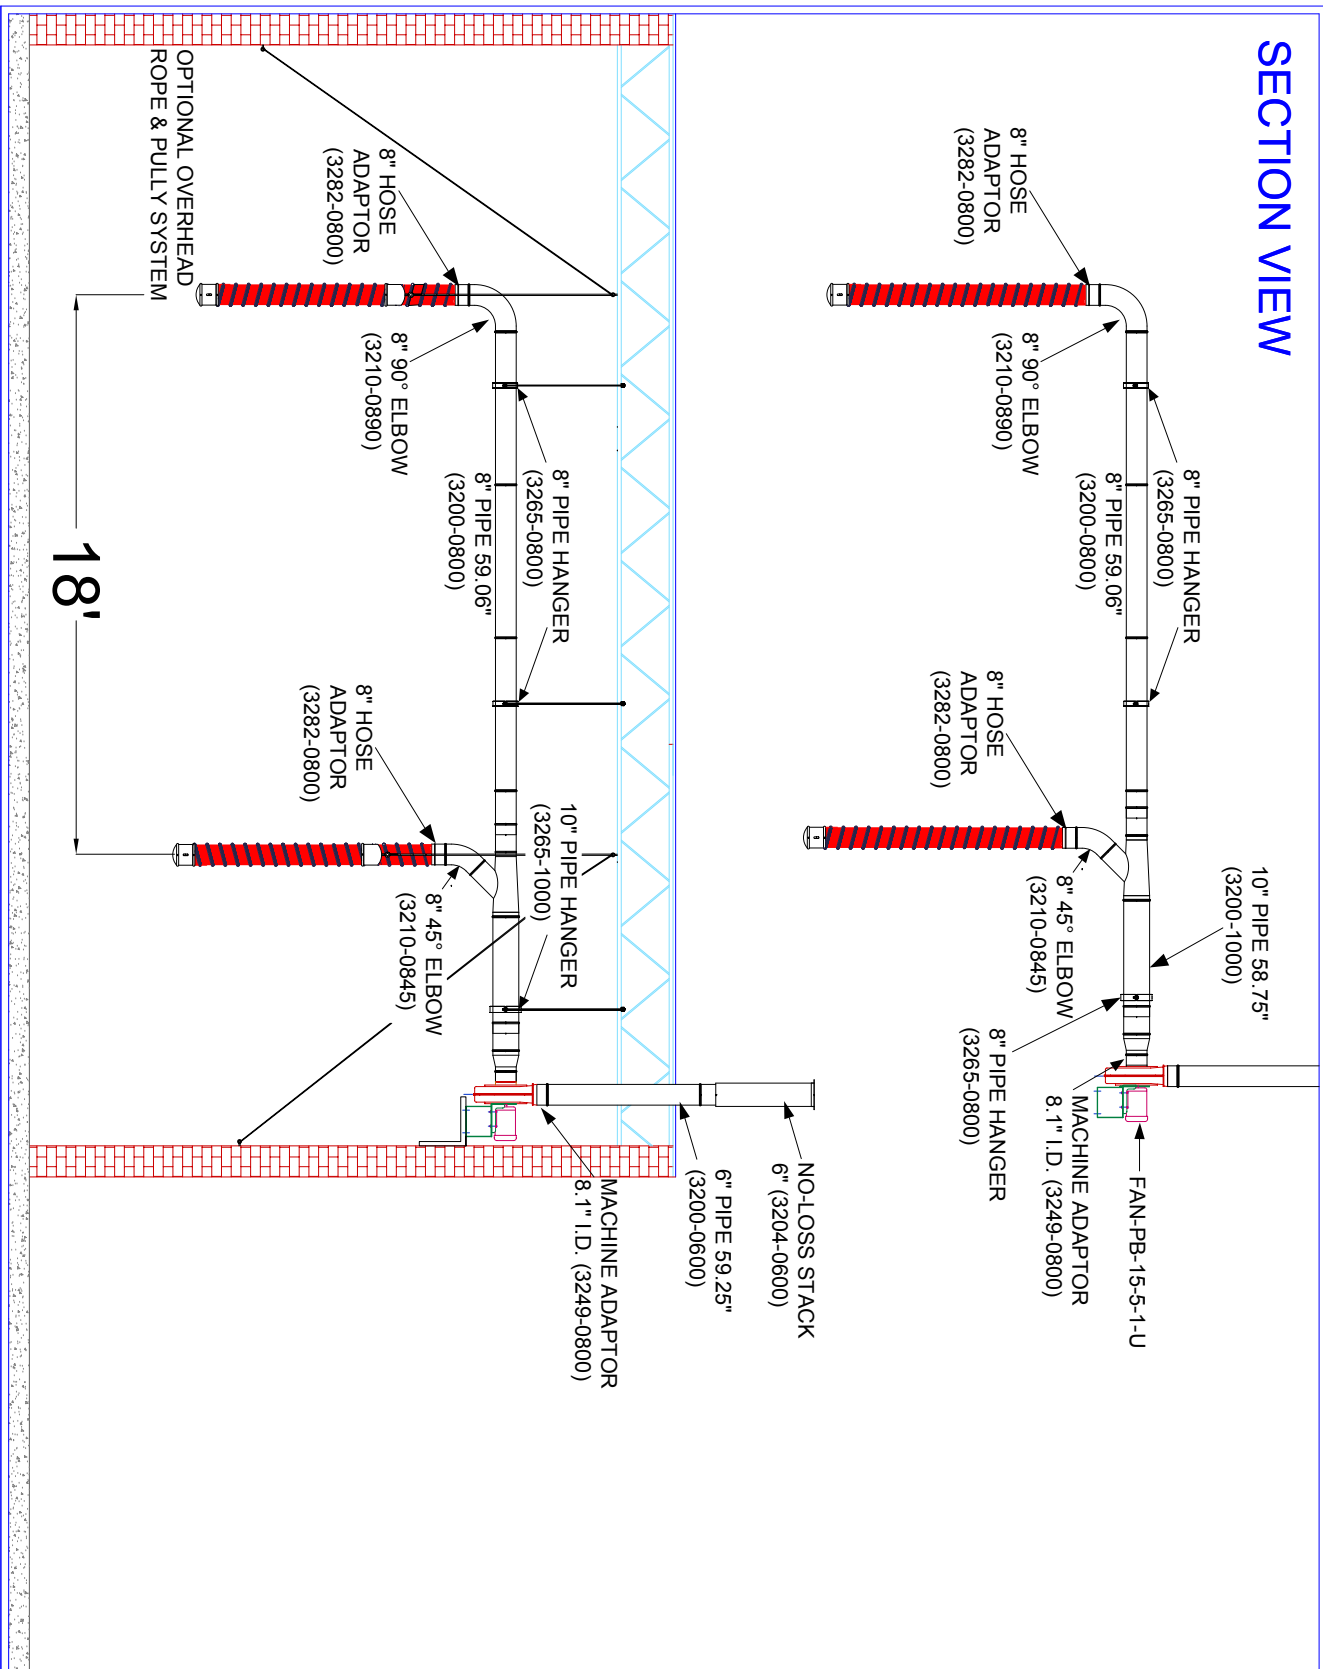 SECTION VIEW
10" PIPE 58.75"
(3200-1000)
8" PIPE HANGER
(3265-0800)
8" HOSE
ADAPTOR
(3282-0800)
8" 90° ELBOW
(3210-0890)
8" PIPE 59.06"
(3200-0800)
8" HOSE
ADAPTOR
(3282-0800)
8" 45° ELBOW
(3210-0845)
8" PIPE HANGER
(3265-0800)
FAN-PB-15-5-1-U
MACHINE ADAPTOR
8.1" I.D. (3249-0800)
NO-LOSS STACK
6" (3204-0600)
6" PIPE 59.25"
(3200-0600)
MACHINE ADAPTOR
8.1" I.D. (3249-0800)
8" PIPE HANGER
(3265-0800)
10" PIPE HANGER
(3265-1000)
8" HOSE
ADAPTOR
(3282-0800)
8" 90° ELBOW
(3210-0890)
8" PIPE 59.06"
(3200-0800)
8" HOSE
ADAPTOR
(3282-0800)
8" 45° ELBOW
(3210-0845)
OPTIONAL OVERHEAD
ROPE & PULLY SYSTEM
18'